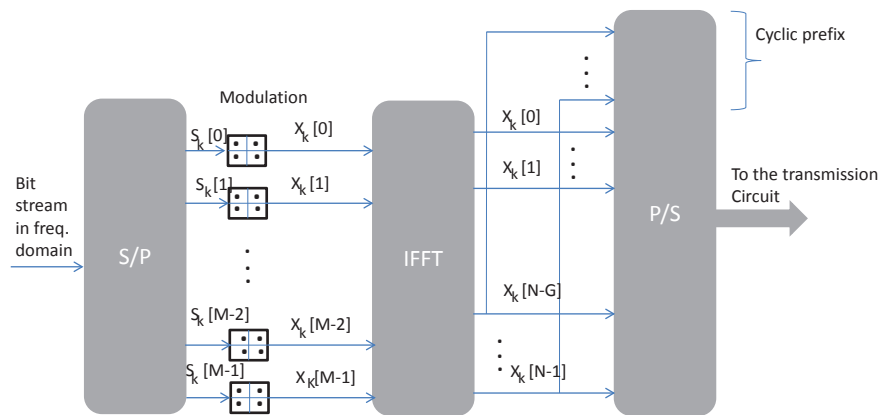 Cyclic prefix
Modulation
S_k [0]
X_k [0]
X_k [0]
S_k [1]
X_k [1]
X_k [1]
Bit
stream
in freq.
domain
S/P
IFFT
P/S
To the transmission
Circuit
X_k [N-G]
S_k [M-2]
X_k [M-2]
S_k [M-1]
X_K[M-1]
X_k [N-1]